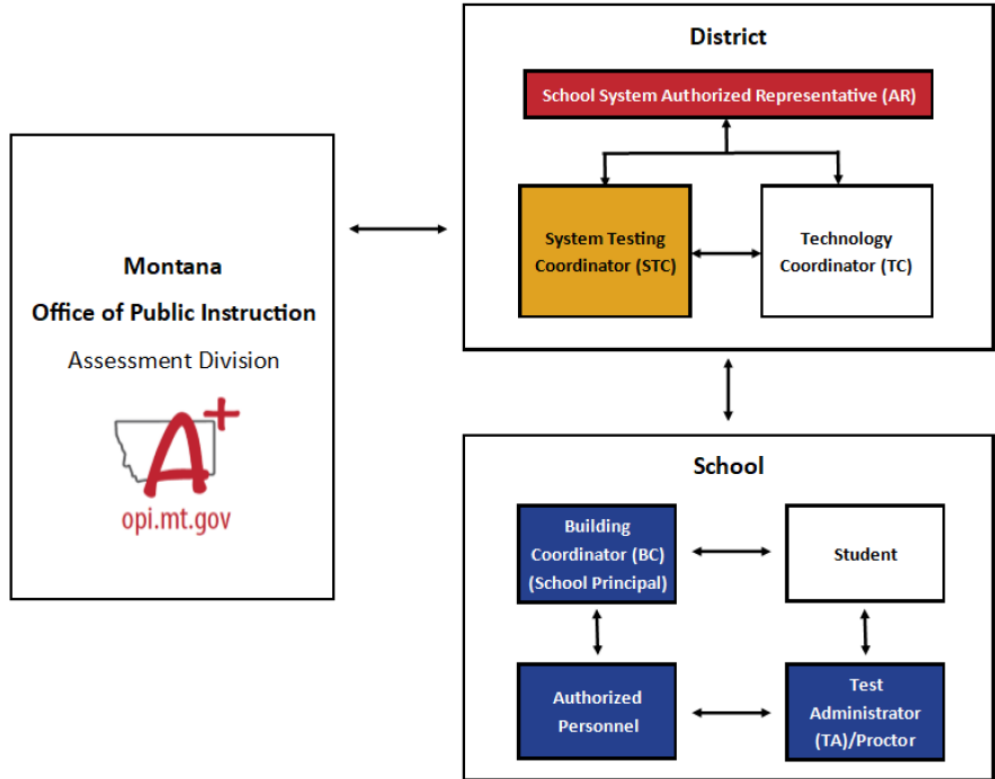 Montana
Office of Public Instruction
Assessment Division
A+
opi.mt.gov
District
School System Authorized Representative (AR)
System Testing
Coordinator (STC)
Technology
Coordinator (TC)
School
Building
Coordinator (BC)
(School Principal)
Student
Authorized
Personnel
Test
Administrator
(TA)/Proctor